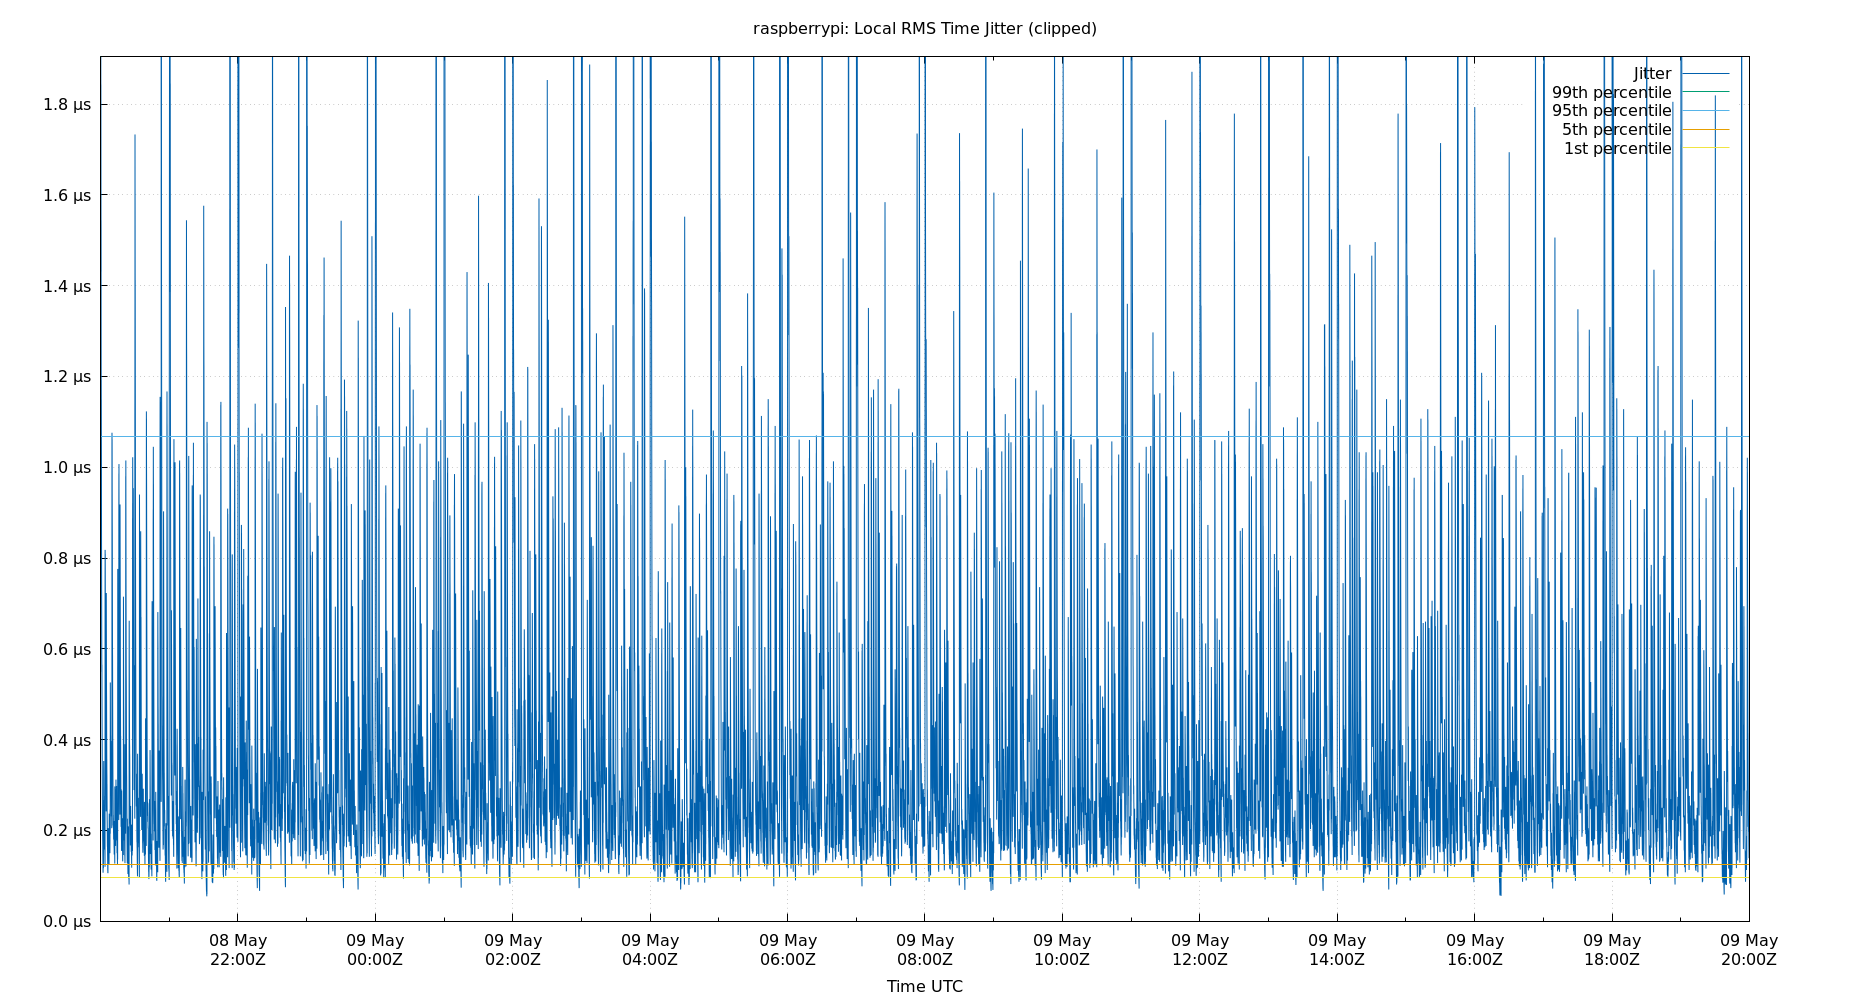 raspberrypi: Local RMS Time Jitter (clipped)
Jitter
99th percentile
95th percentile
5th percentile
1st percentile
1.8 μs
1.6 μs
1.4 μs
1.2 μs
1.0 μs
0.8 μs
0.6 μs
0.4 μs
0.2 μs
0.0 μs
08 May 09 May 09 May 09 May 09 May 09 May 09 May 09 May 09 May 09 May 09 May 09 May
22:00Z 00:00Z 02:00Z 04:00Z 06:00Z 08:00Z 10:00Z 12:00Z 14:00Z 16:00Z 18:00Z 20:00Z
Time UTC